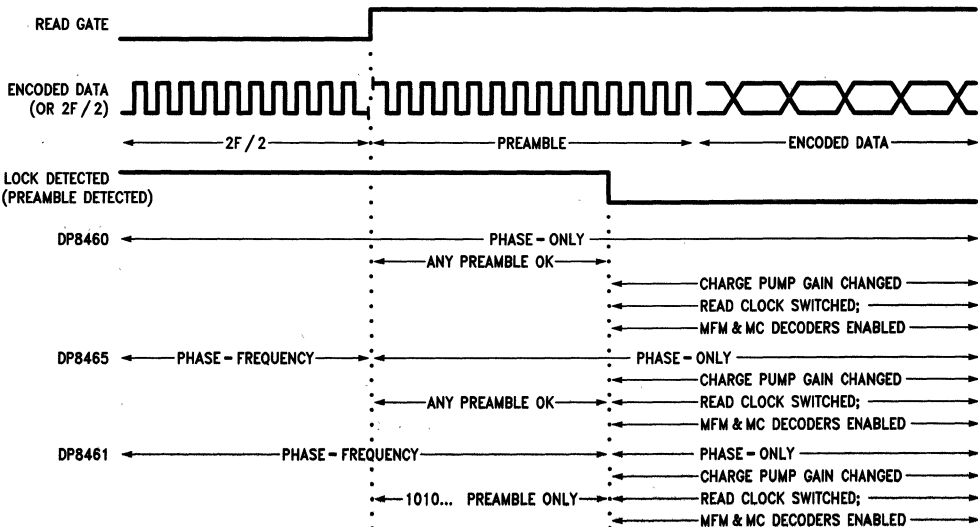 READ GATE
ENCODED DATA
(OR 2F / 2)
2F / 2 PREAMBLE ENCODED DATA
LOCK DETECTED
(PREAMBLE DETECTED)
DP8460 PHASE - ONLY
ANY PREAMBLE OK
CHARGE PUMP GAIN CHANGED
READ CLOCK SWITCHED;
MFM & MC DECODERS ENABLED
DP8465 PHASE - FREQUENCY PHASE - ONLY
CHARGE PUMP GAIN CHANGED
ANY PREAMBLE OK READ CLOCK SWITCHED;
MFM & MC DECODERS ENABLED
DP8461 PHASE - FREQUENCY PHASE - ONLY
CHARGE PUMP GAIN CHANGED
1010... PREAMBLE ONLY READ CLOCK SWITCHED;
MFM & MC DECODERS ENABLED